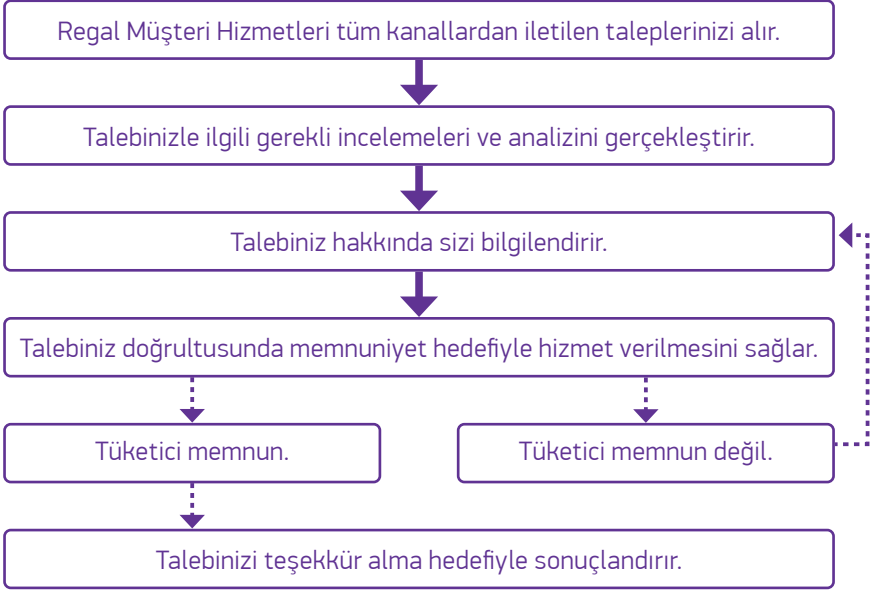 Regal Müşteri Hizmetleri tüm kanallardan iletilen taleplerinizi alır.
Talebinizle ilgili gerekli incelemeleri ve analizini gerçekleştirir.
Talebiniz hakkında sizi bilgilendirir.
Talebiniz doğrultusunda memnuniyet hedefiyle hizmet verilmesini sağlar.
Tüketici memnun.
Tüketici memnun değil.
Talebinizi teşekkür alma hedefiyle sonuçlandırır.